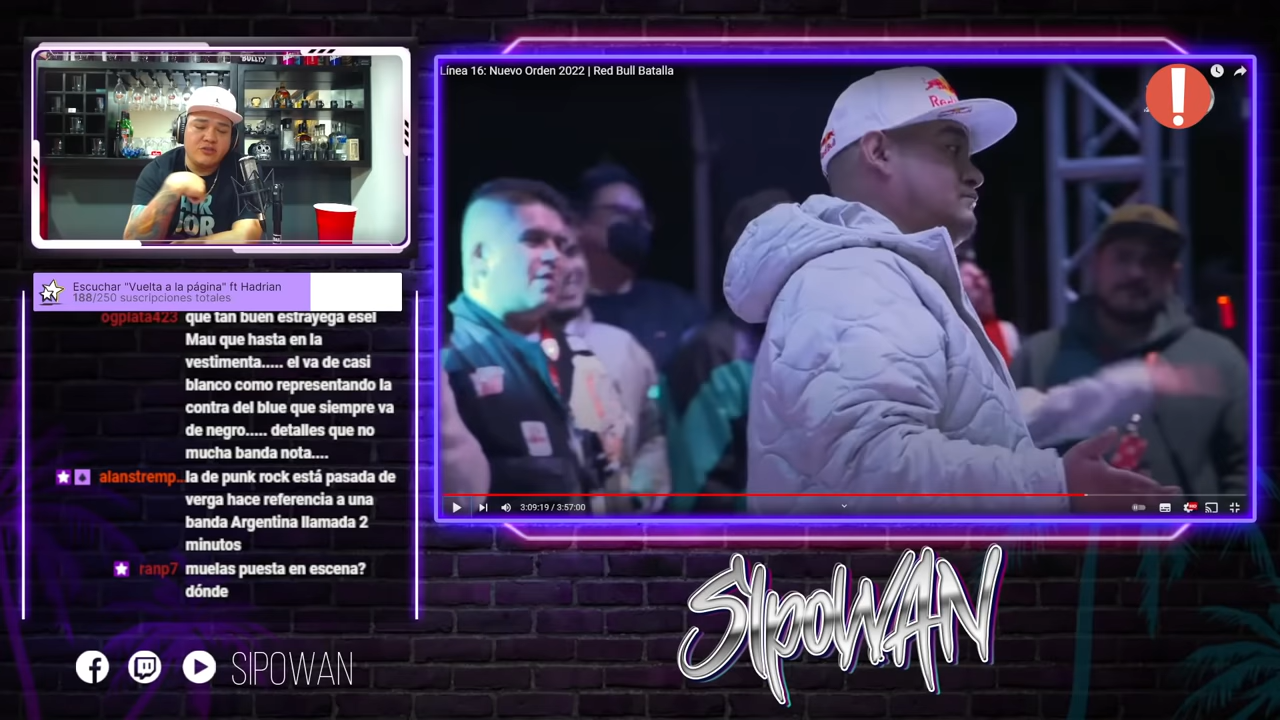 Línea 16: Nuevo Orden 2022 | Red Bull Batalla
BULLY
Red
AIR
JOR
Escuchar "Vuelta a la página" ft Hadrian
188/250 suscripciones totales
ogplata423 que tan buen estrayega esel
Mau que hasta en la
vestimenta..... el va de casi
blanco como representando la
contra del blue que siempre va
de negro..... detalles que no
mucha banda nota....
alanstremp... la de punk rock está pasada de
verga hace referencia a una
banda Argentina llamada 2
minutos
ranp7 muelas puesta en escena?
dónde
3:09:19 / 3:57:00
SIPOWAN
SIPOWAN